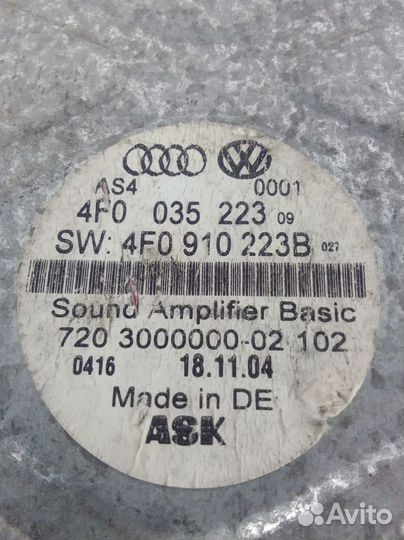 AS4 0001
4F0 035 223 09
SW: 4F0 910 223B 027
Sound Amplifier Basic
720 3000000-02 102
0416 18.11.04
Made in DE
ASK
Avito